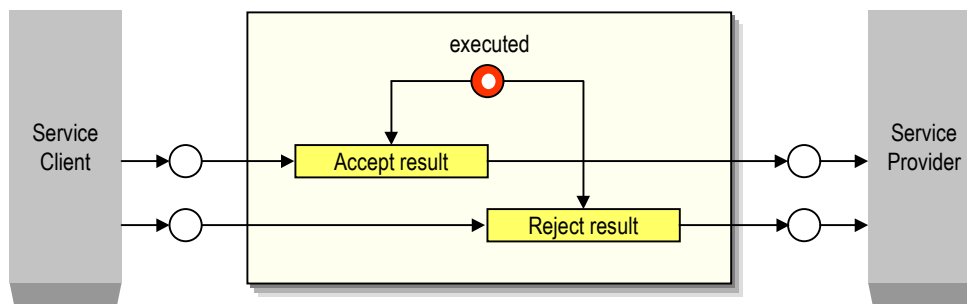 executed
Service
Client
Accept result
Service
Provider
Reject result